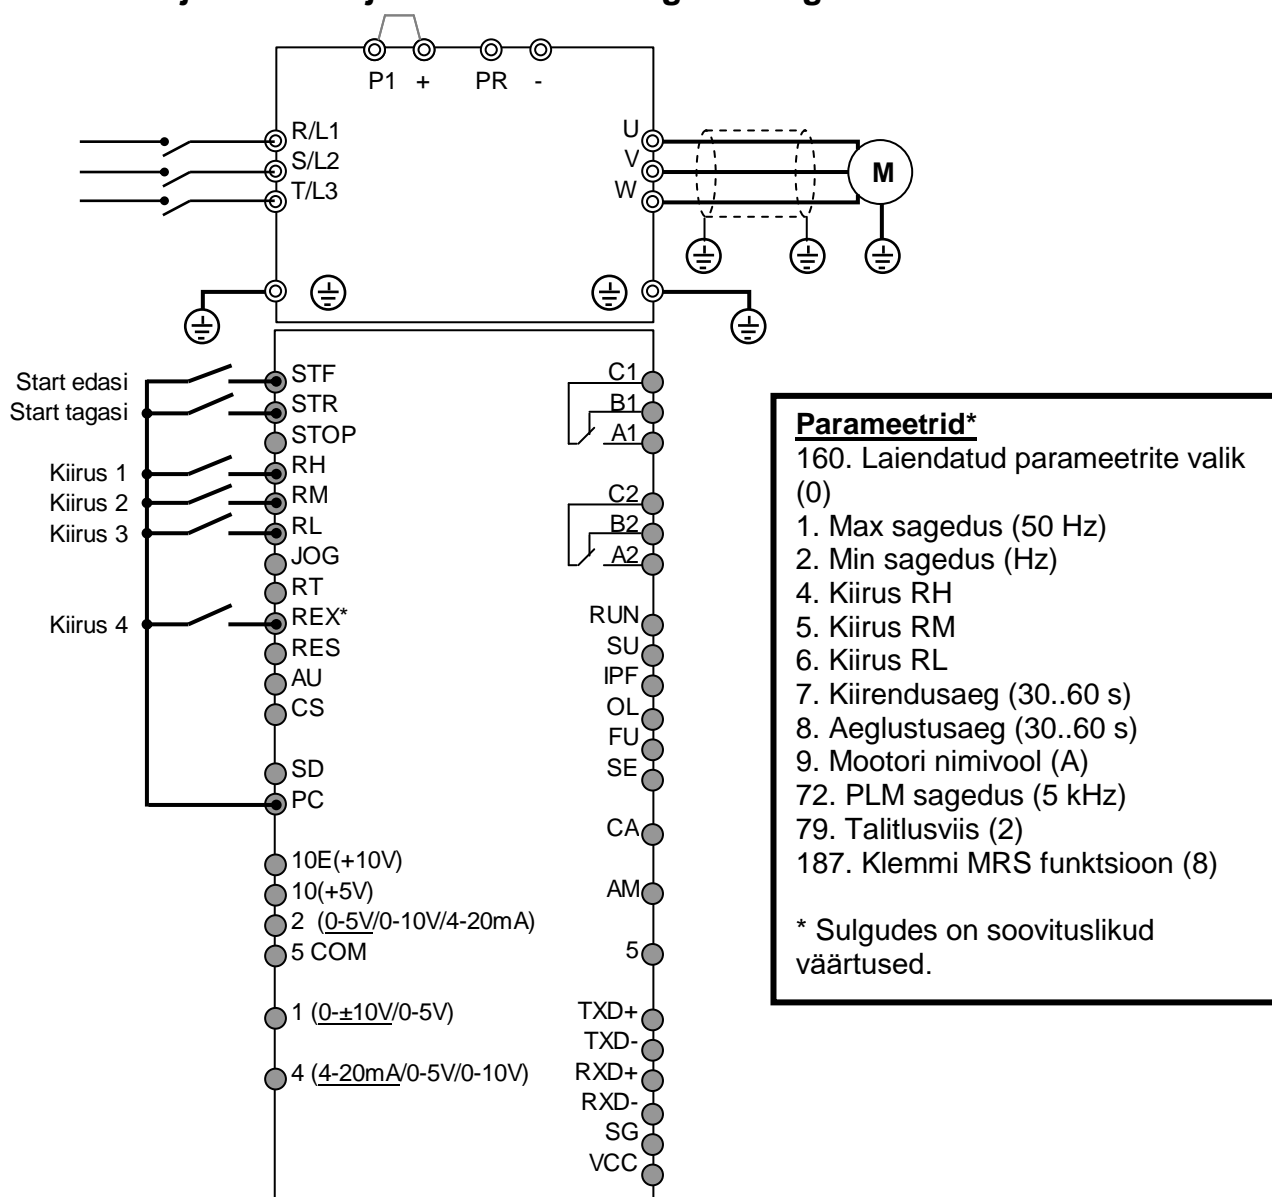 P1 + PR -
R/L1
S/L2
T/L3
U
V
W
M
Start edasi
Start tagasi
Kiirus 1
Kiirus 2
Kiirus 3
Kiirus 4
STF
STR
STOP
RH
RM
RL
JOG
RT
REX*
RES
AU
CS
SD
PC
10E(+10V)
10(+5V)
2 (0-5V/0-10V/4-20mA)
5 COM
1 (0-±10V/0-5V)
4 (4-20mA/0-5V/0-10V)
C1
B1
A1
C2
B2
A2
RUN
SU
IPF
OL
FU
SE
CA
AM
5
TXD+
TXD-
RXD+
RXD-
SG
VCC
Parameetrid*
160. Laiendatud parameetrite valik
(0)
1. Max sagedus (50 Hz)
2. Min sagedus (Hz)
4. Kiirus RH
5. Kiirus RM
6. Kiirus RL
7. Kiirendusaeg (30..60 s)
8. Aeglustusaeg (30..60 s)
9. Mootori nimivool (A)
72. PLM sagedus (5 kHz)
79. Talitlusviis (2)
187. Klemmi MRS funktsioon (8)
* Sulgudes on soovituslikud
väärtused.